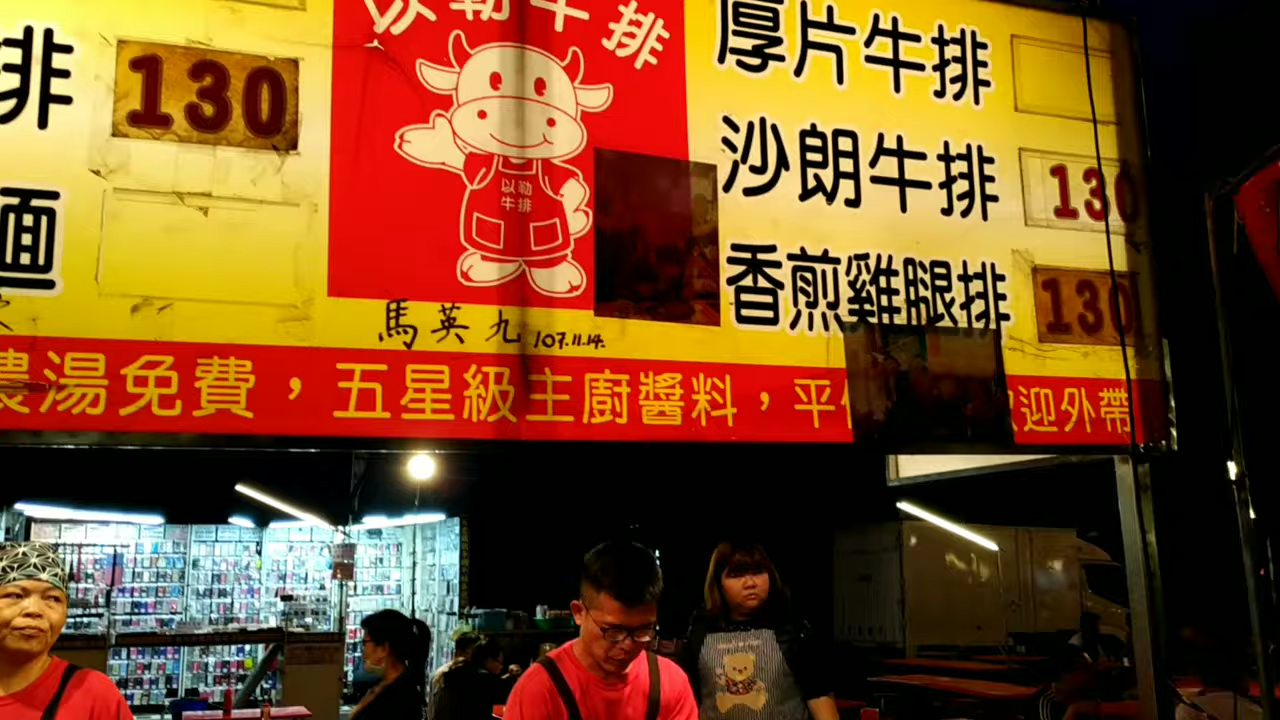 排 130
麵
以勒牛排
以勒
牛排
厚片牛排
沙朗牛排 130
香煎雞腿排 130
馬英九 107.11.14.
濃湯免費，五星級主廚醬料，平 歡迎外帶